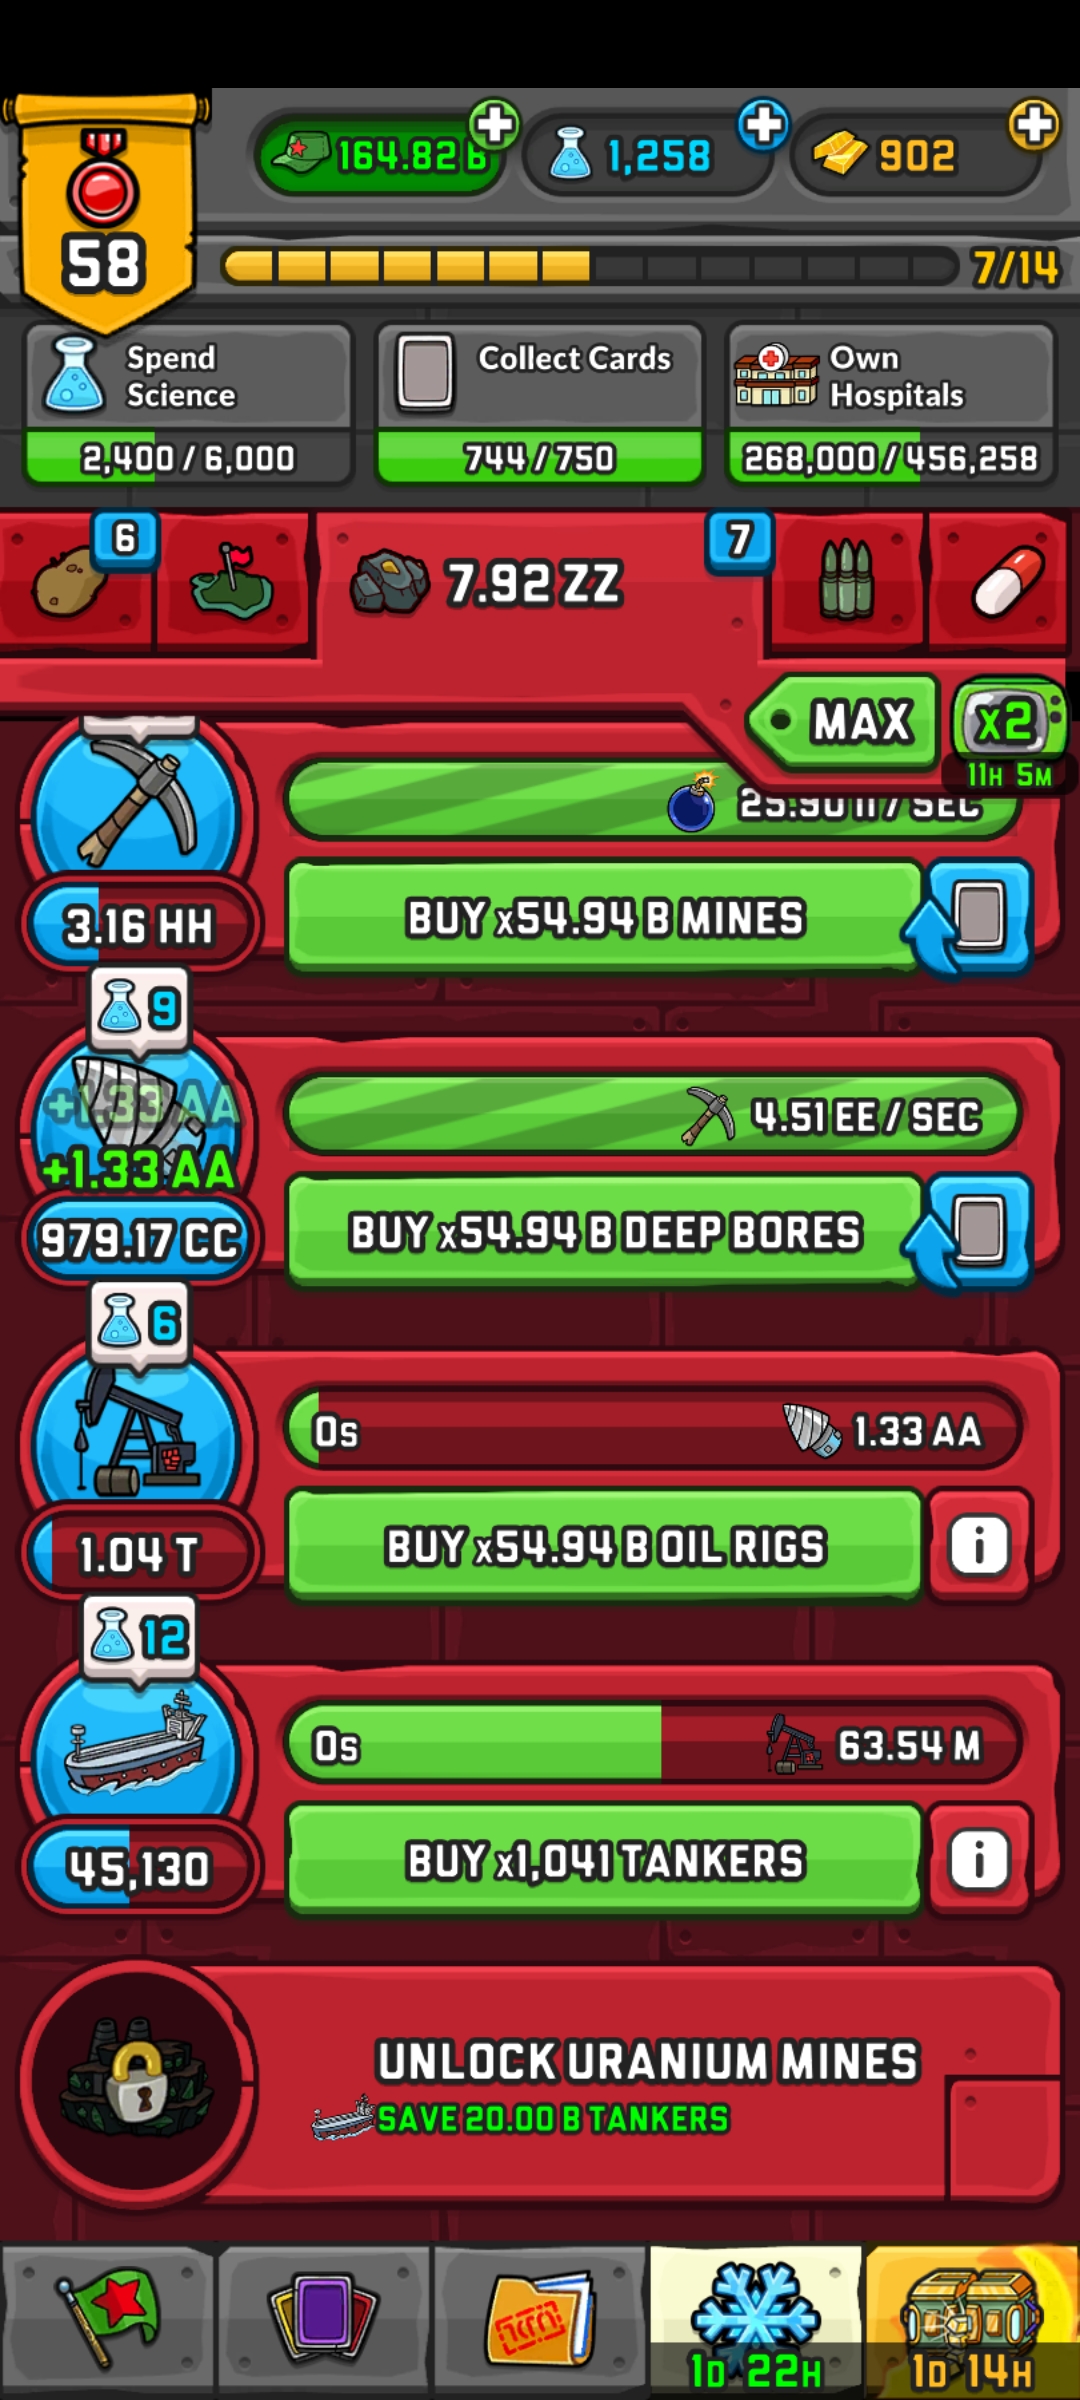 58
164.82 B
1,258
902
7/14
Spend
Science
2,400 / 6,000
Collect Cards
744 / 750
Own
Hospitals
268,000 / 456,258
6
7.92 ZZ
7
MAX
x2
11H 5M
/ SEC
3.16 HH
BUY x54.94 B MINES
9
+1.33 AA
+1.33 AA
4.51 EE / SEC
979.17 CC
BUY x54.94 B DEEP BORES
6
0s
1.33 AA
1.04 T
BUY x54.94 B OIL RIGS
i
12
0s
63.54 M
45,130
BUY x1,041 TANKERS
i
UNLOCK URANIUM MINES
SAVE 20.00 B TANKERS
1D 22H
1D 14H